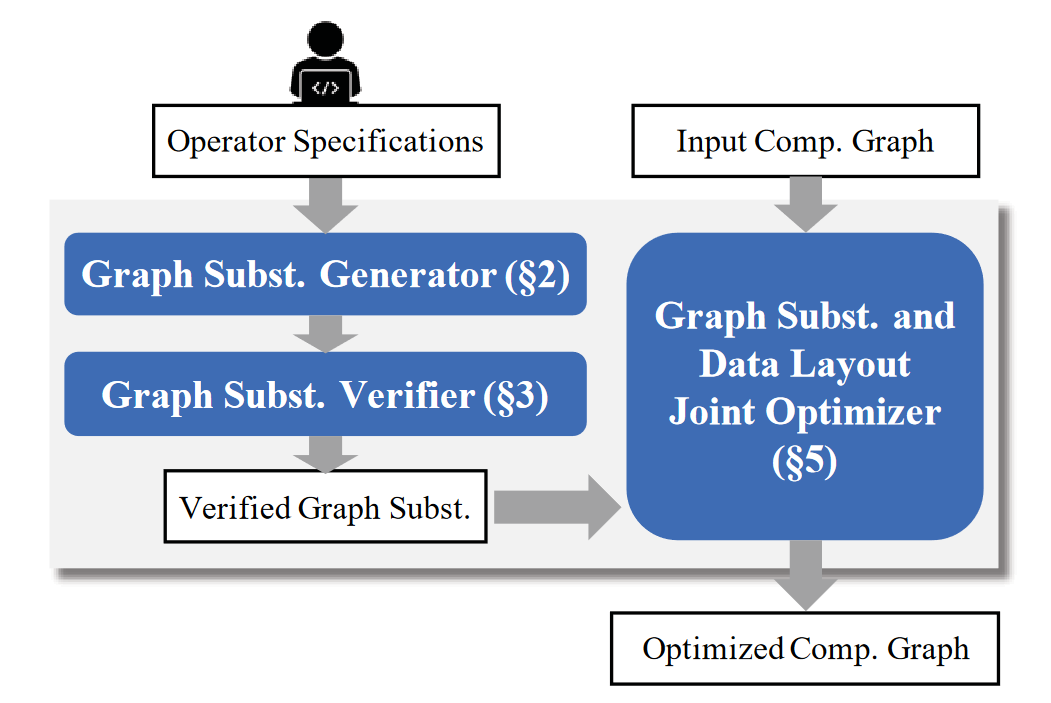 </>
Operator Specifications
Input Comp. Graph
Graph Subst. Generator (§2)
Graph Subst. Verifier (§3)
Verified Graph Subst.
Graph Subst. and
Data Layout
Joint Optimizer
(§5)
Optimized Comp. Graph